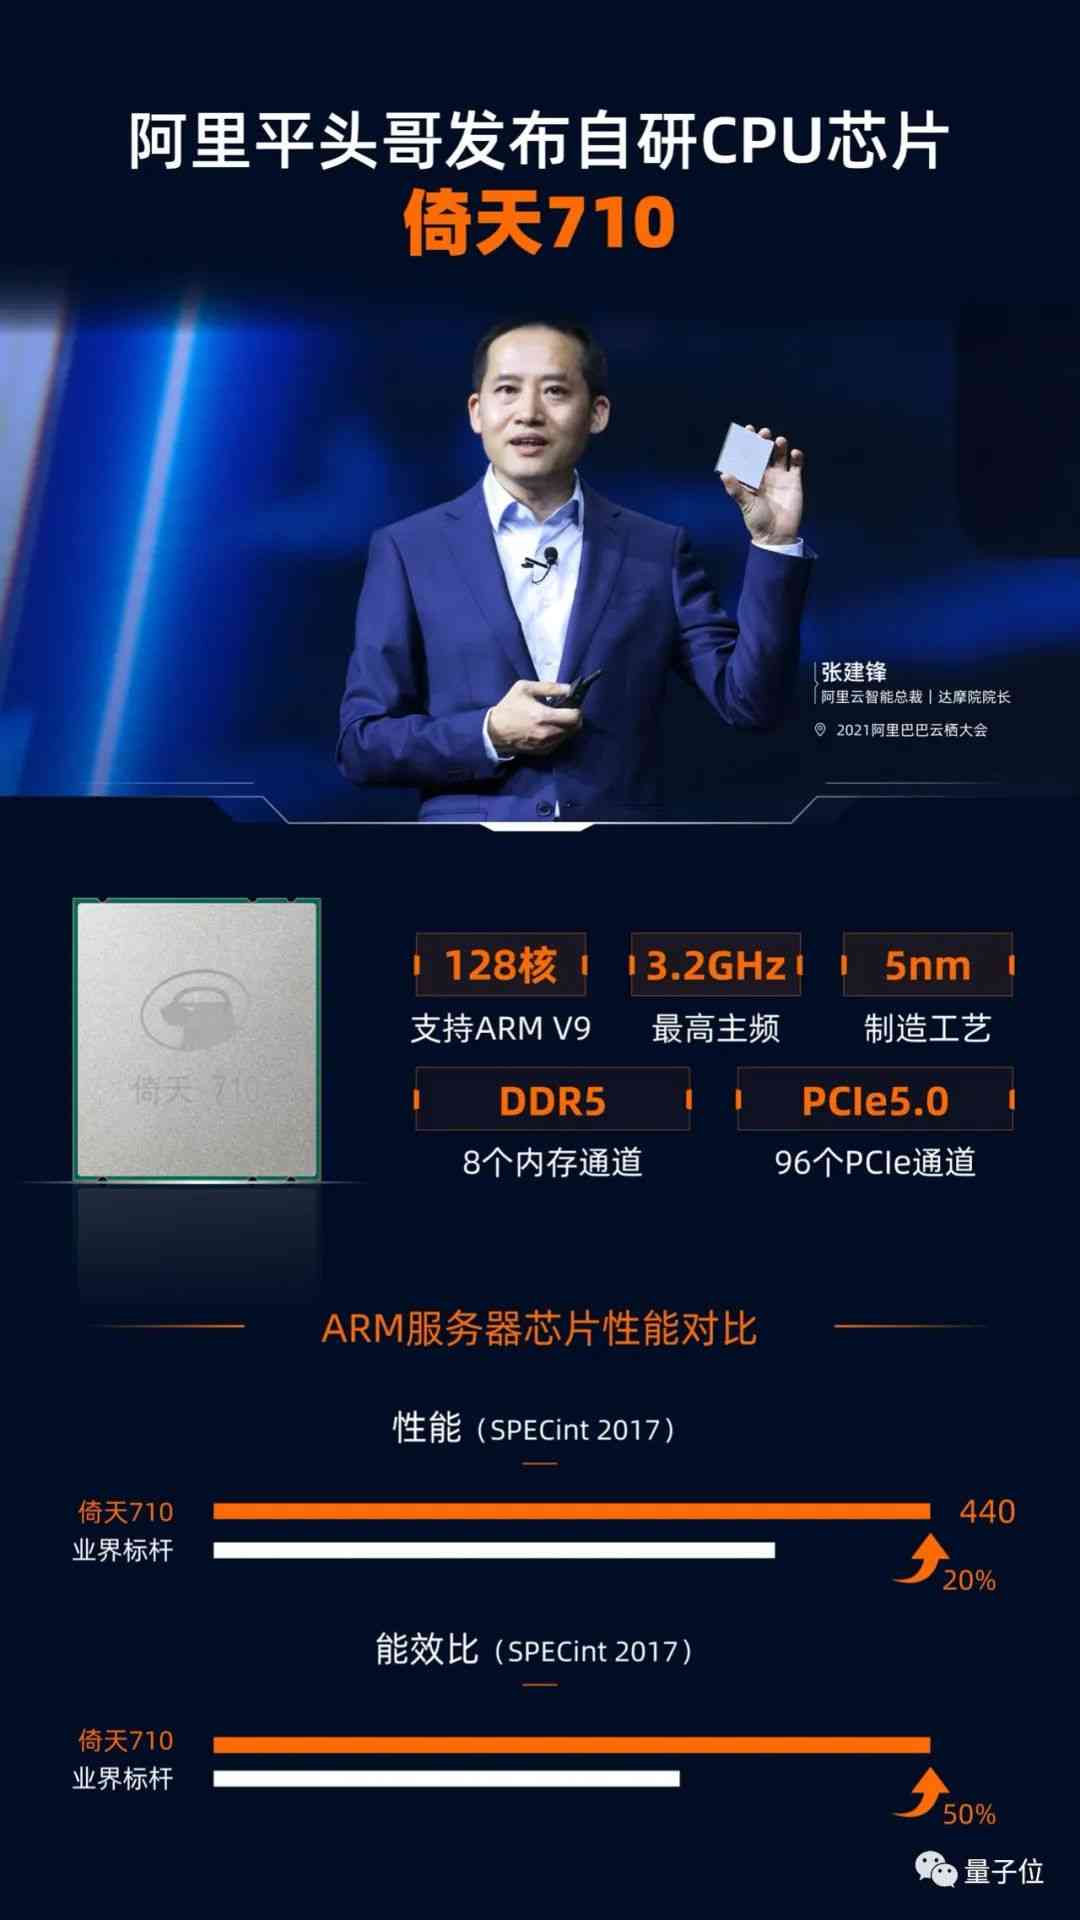 阿里平头哥发布自研CPU芯片
倚天710
张建锋
阿里云智能总裁｜达摩院院长
2021阿里巴巴云栖大会
倚天 710
128核
3.2GHz
5nm
支持ARM V9
最高主频
制造工艺
DDR5
PCIe5.0
8个内存通道
96个PCIe通道
ARM服务器芯片性能对比
性能（SPECint 2017）
倚天710
440
业界标杆
20%
能效比（SPECint 2017）
倚天710
业界标杆
50%
量子位